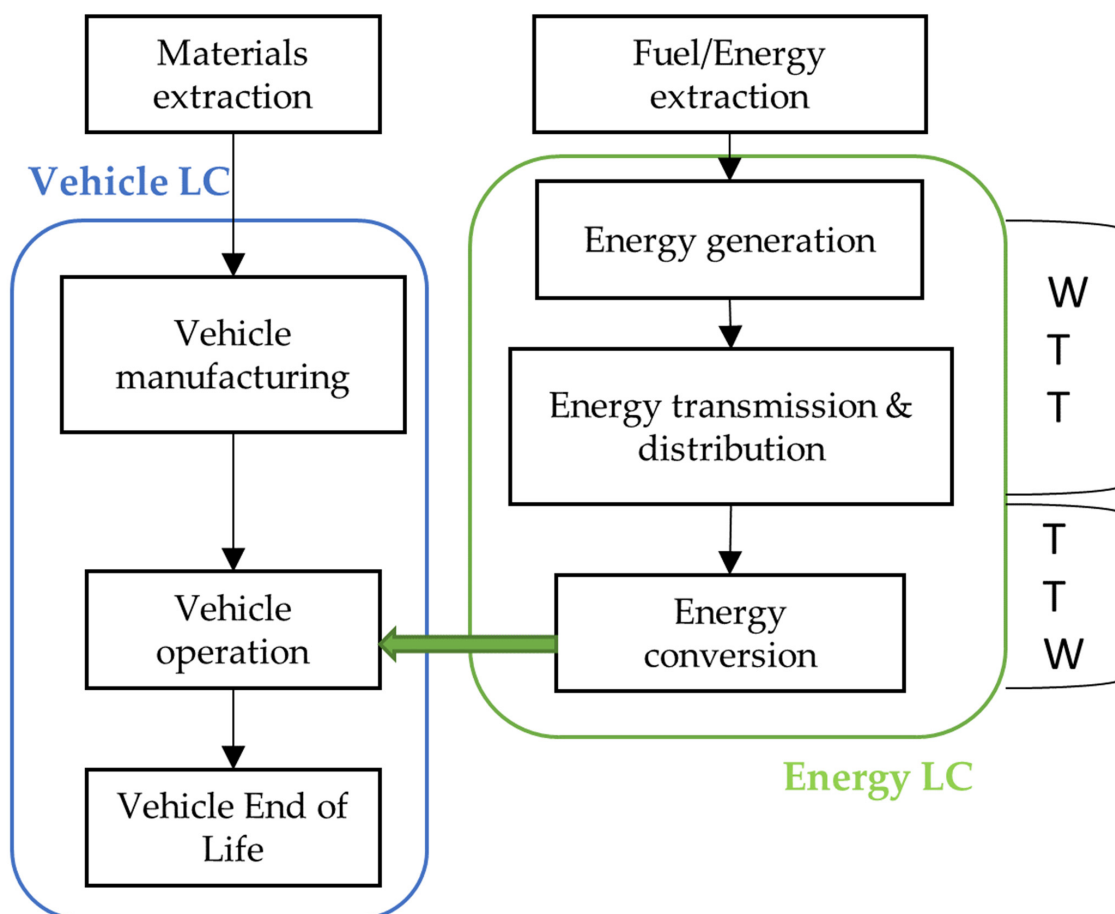 Materials
extraction
Fuel/Energy
extraction
Vehicle LC
Energy generation
Vehicle
manufacturing
Energy transmission &
distribution
W
T
T
T
T
W
Vehicle
operation
Energy
conversion
Energy LC
Vehicle End of
Life